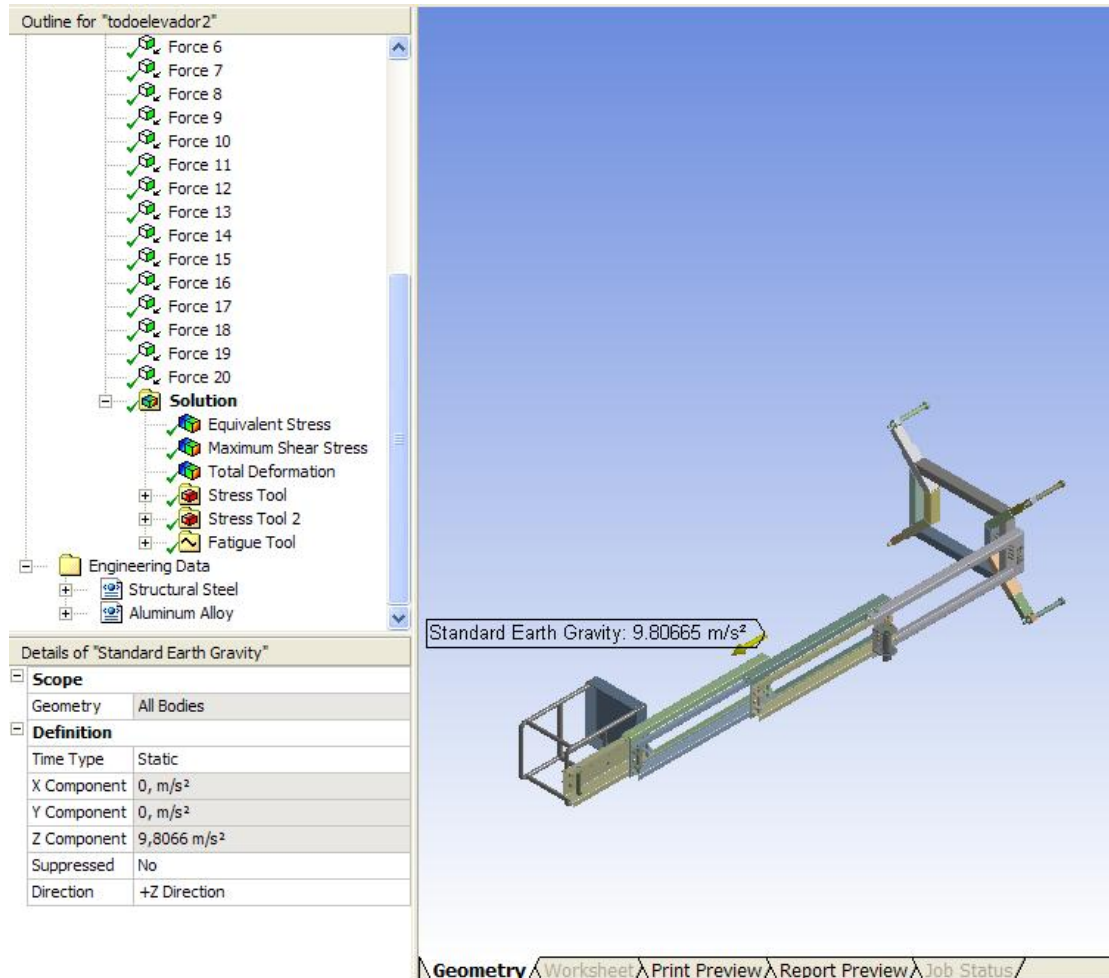 Outline for "todoelevador2"
Force 6
Force 7
Force 8
Force 9
Force 10
Force 11
Force 12
Force 13
Force 14
Force 15
Force 16
Force 17
Force 18
Force 19
Force 20
Solution
Equivalent Stress
Maximum Shear Stress
Total Deformation
Stress Tool
Stress Tool 2
Fatigue Tool
Engineering Data
Structural Steel
Aluminum Alloy
Standard Earth Gravity: 9.80665 m/s²
Details of "Standard Earth Gravity"
Scope
Geometry All Bodies
Definition
Time Type Static
X Component 0, m/s²
Y Component 0, m/s²
Z Component 9,8066 m/s²
Suppressed No
Direction +Z Direction
Geometry Worksheet Print Preview Report Preview Job Status